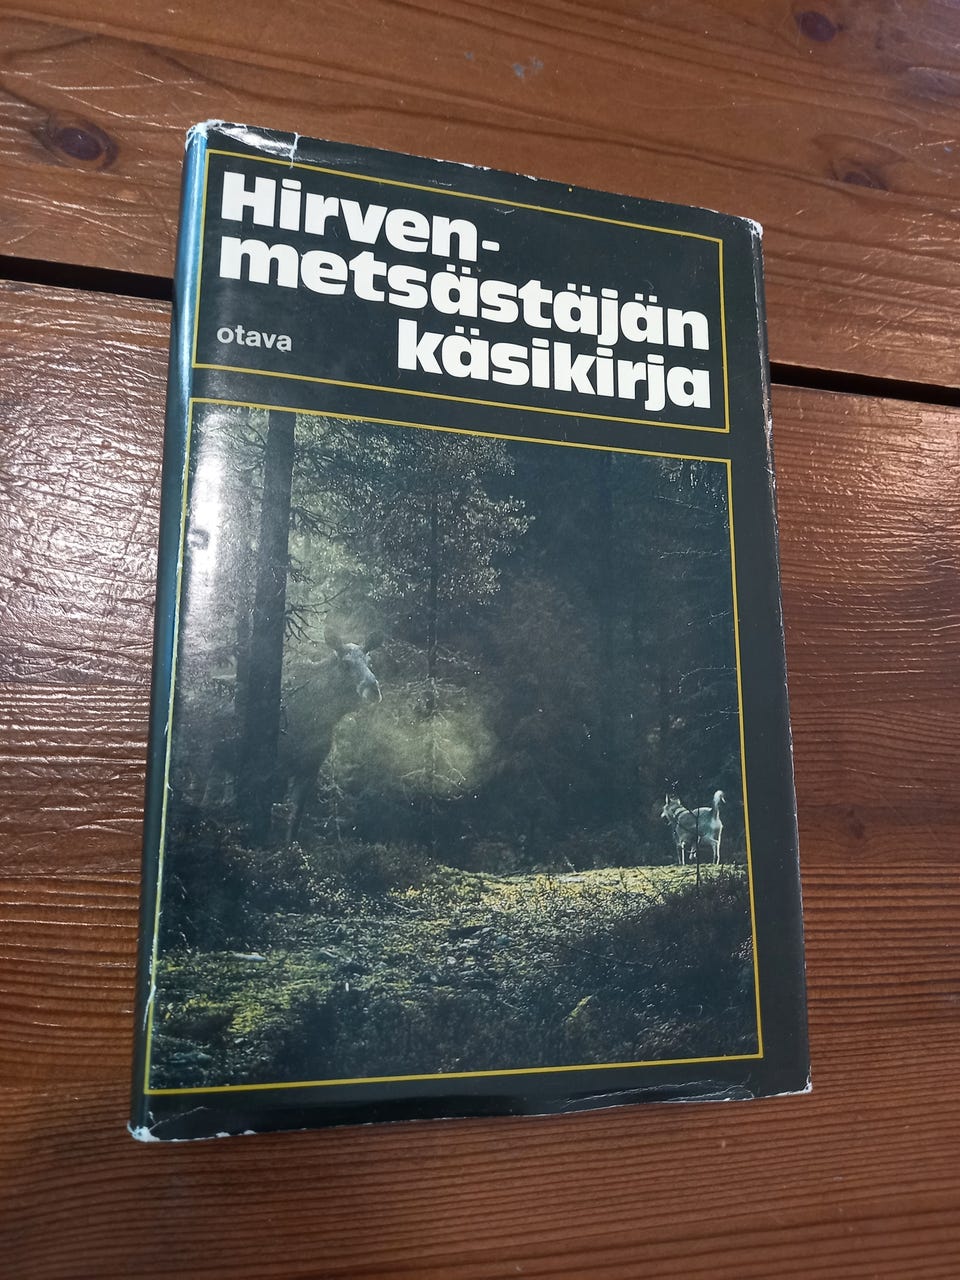 Hirven-
metsästäjän
käsikirja
otava